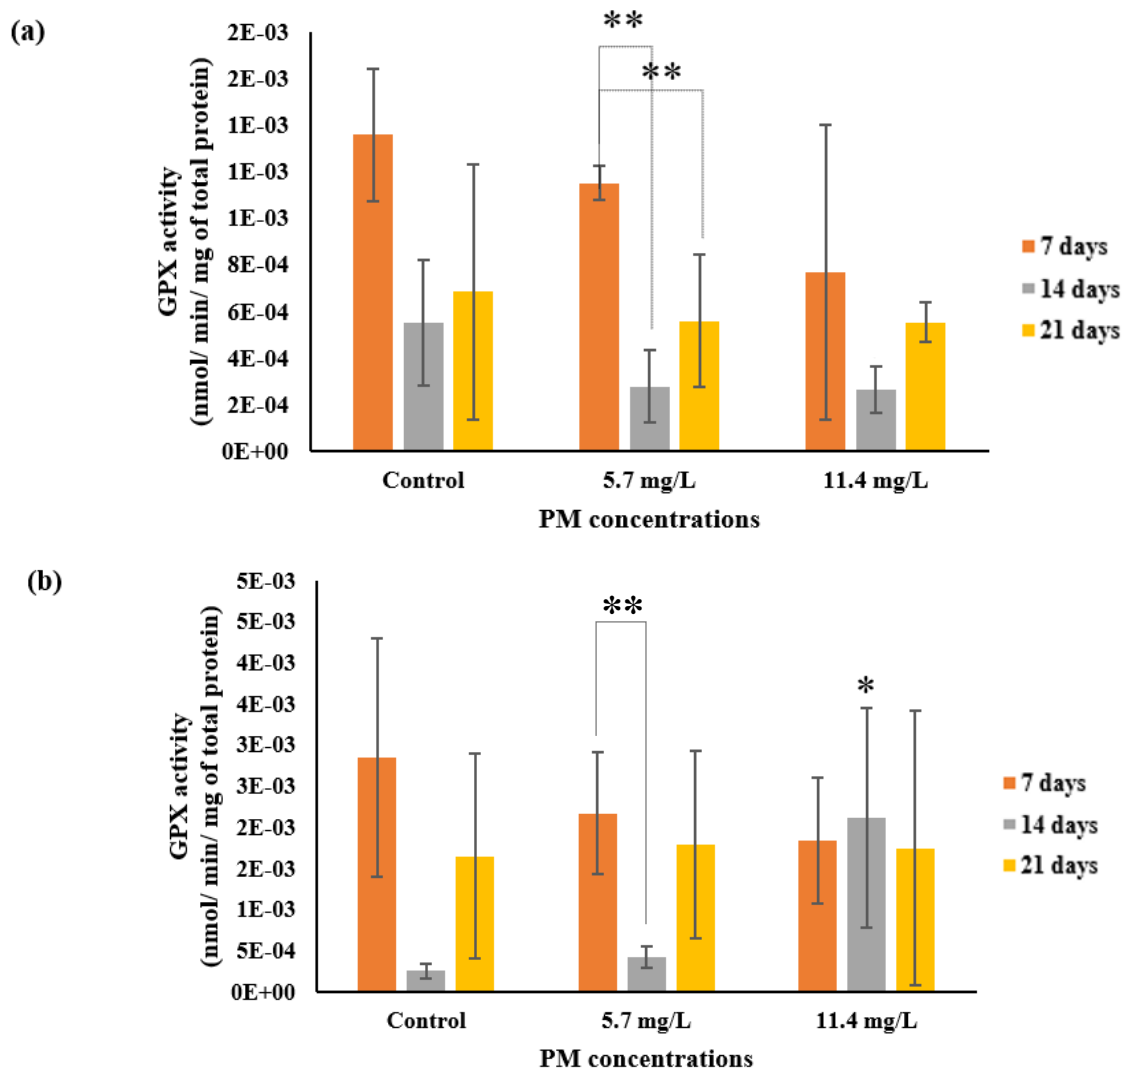 (a)
GPX activity
(nmol/ min/ mg of total protein)
2E-03
2E-03
1E-03
1E-03
1E-03
8E-04
6E-04
4E-04
2E-04
0E+00
**
**
Control
5.7 mg/L
11.4 mg/L
PM concentrations
7 days
14 days
21 days
(b)
GPX activity
(nmol/ min/ mg of total protein)
5E-03
5E-03
4E-03
4E-03
3E-03
3E-03
2E-03
2E-03
1E-03
5E-04
0E+00
**
*
Control
5.7 mg/L
11.4 mg/L
PM concentrations
7 days
14 days
21 days